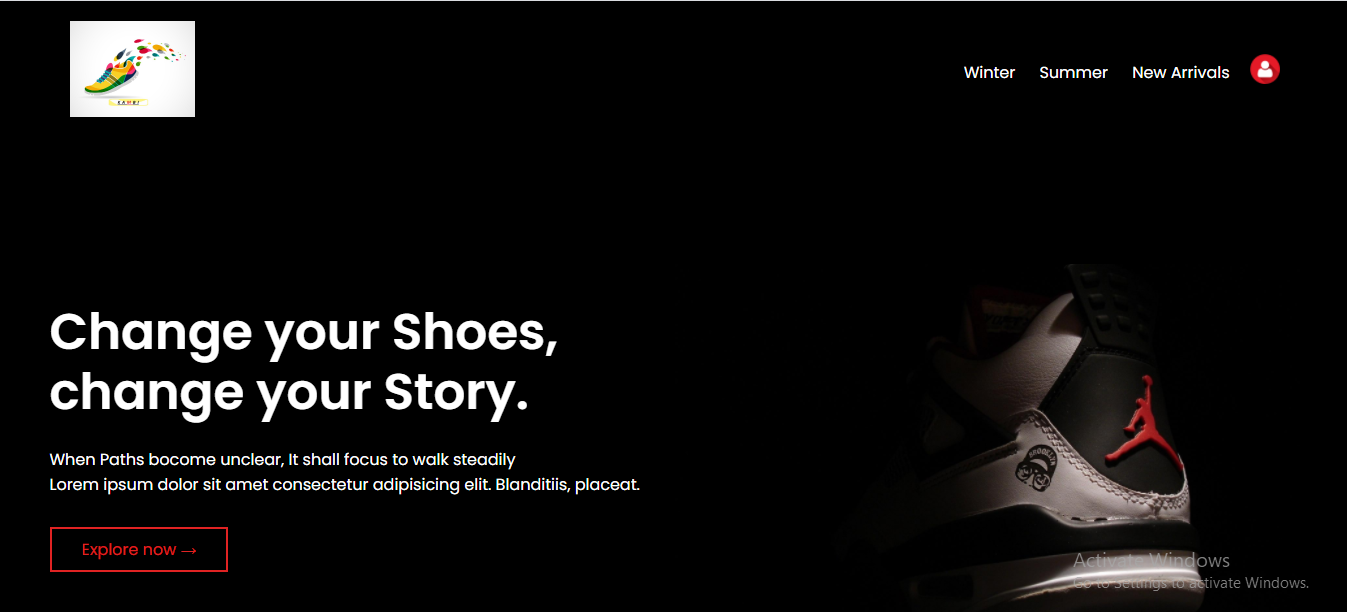 Winter Summer New Arrivals
Change your Shoes,
change your Story.
When Paths bocome unclear, It shall focus to walk steadily
Lorem ipsum dolor sit amet consectetur adipisicing elit. Blanditiis, placeat.
Explore now →
BROOKLYN
Activate Windows
Go to Settings to activate Windows.